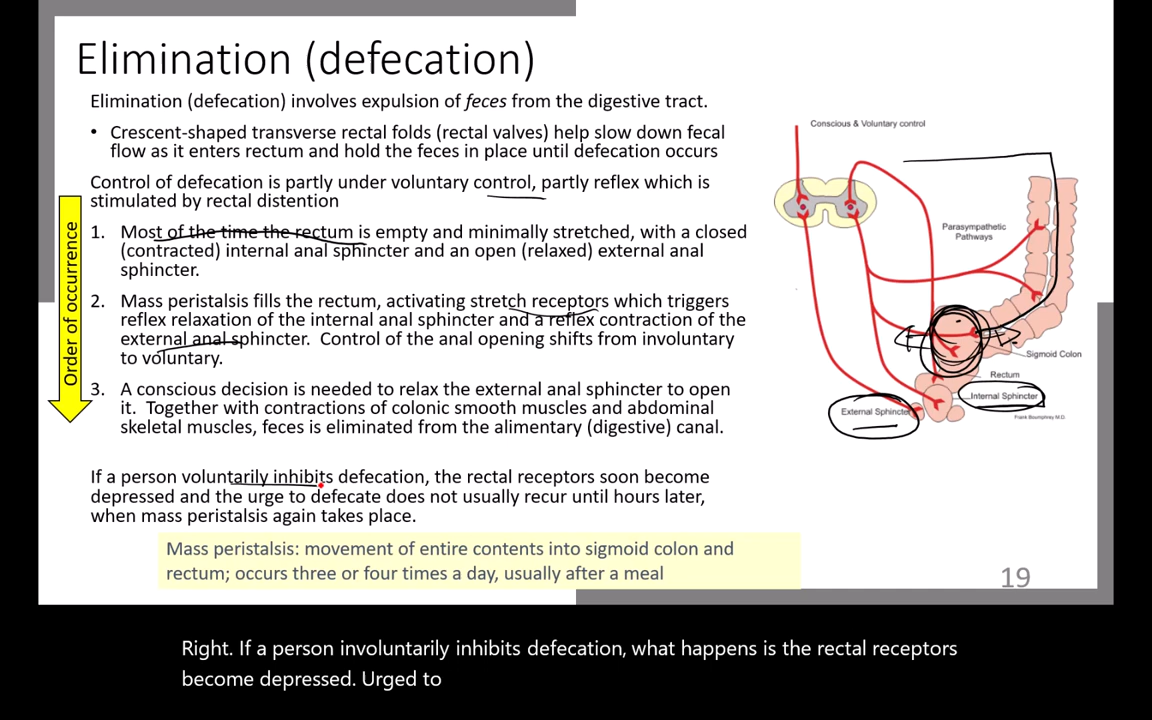 Elimination (defecation)
Elimination (defecation) involves expulsion of feces from the digestive tract.
• Crescent-shaped transverse rectal folds (rectal valves) help slow down fecal
flow as it enters rectum and hold the feces in place until defecation occurs
Control of defecation is partly under voluntary control, partly reflex which is
stimulated by rectal distention
Order of occurrence
1. Most of the time the rectum is empty and minimally stretched, with a closed
(contracted) internal anal sphincter and an open (relaxed) external anal
sphincter.
2. Mass peristalsis fills the rectum, activating stretch receptors which triggers
reflex relaxation of the internal anal sphincter and a reflex contraction of the
external anal sphincter. Control of the anal opening shifts from involuntary
to voluntary.
3. A conscious decision is needed to relax the external anal sphincter to open
it. Together with contractions of colonic smooth muscles and abdominal
skeletal muscles, feces is eliminated from the alimentary (digestive) canal.
If a person voluntarily inhibits defecation, the rectal receptors soon become
depressed and the urge to defecate does not usually recur until hours later,
when mass peristalsis again takes place.
Mass peristalsis: movement of entire contents into sigmoid colon and
rectum; occurs three or four times a day, usually after a meal
Conscious & Voluntary control
Parasympathetic
Pathways
Sigmoid Colon
Rectum
Internal Sphincter
External Sphincter
Frank Boumphrey M.D.
19
Right. If a person involuntarily inhibits defecation, what happens is the rectal receptors
become depressed. Urged to